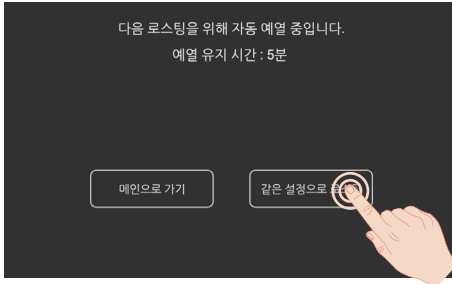 다음 로스팅을 위해 자동 예열 중입니다.
예열 유지 시간 : 5분
메인으로 가기
같은 설정으로